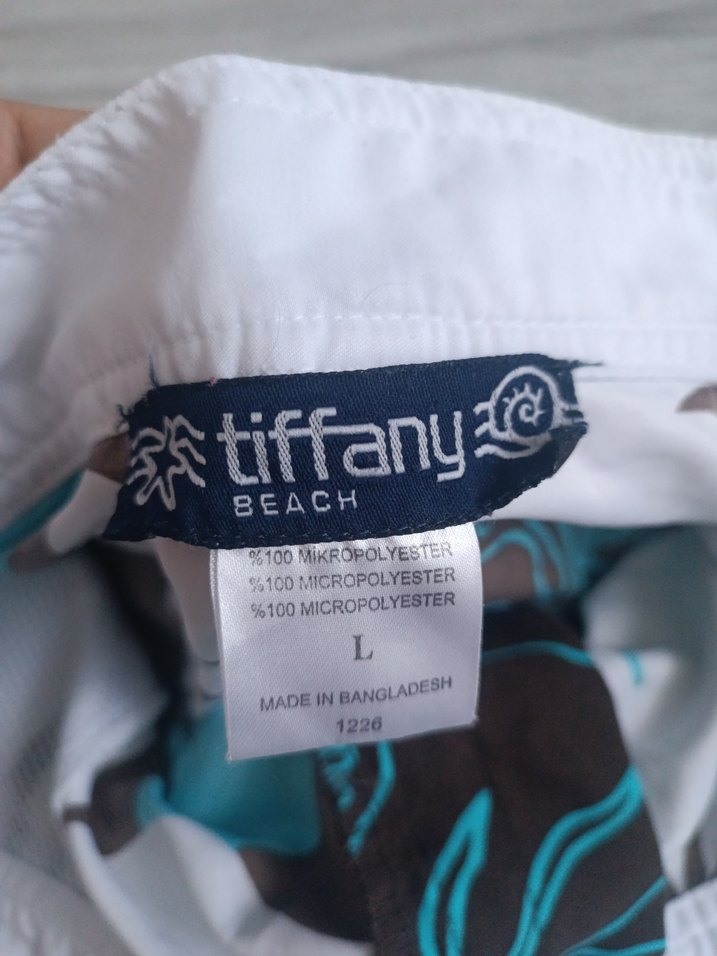 tiffany
BEACH
%100 MİKROPOLYESTER
%100 MICROPOLYESTER
%100 MICROPOLYESTER
L
MADE IN BANGLADESH
1226